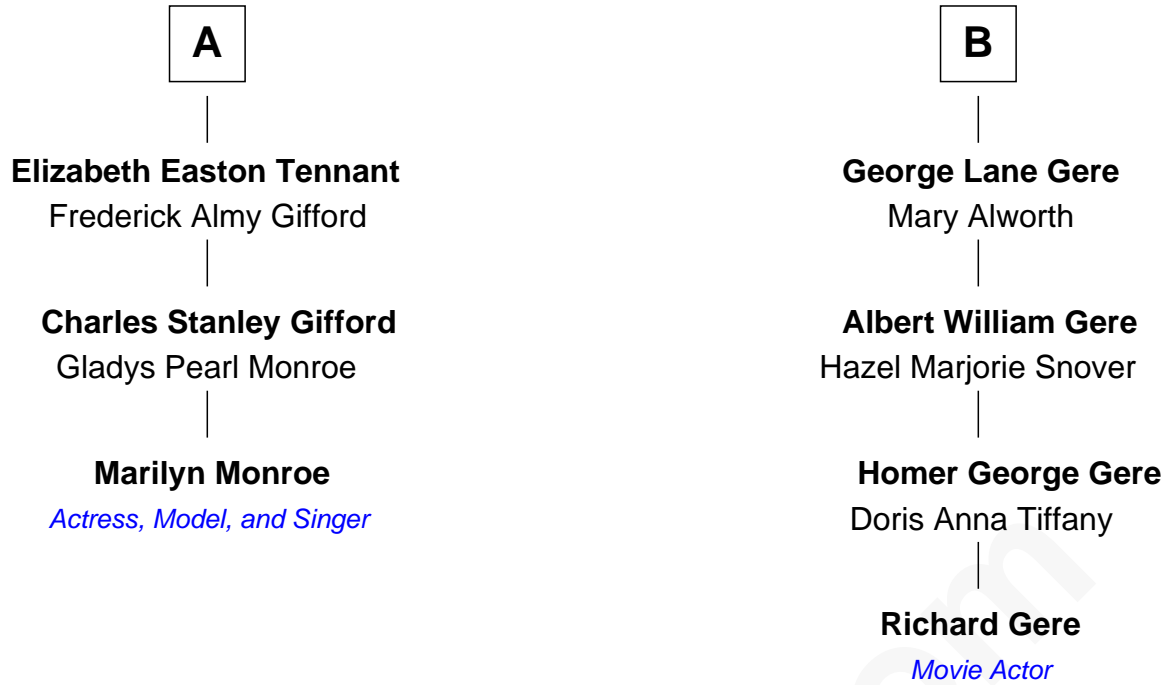 A
Elizabeth Easton Tennant
Frederick Almy Gifford
Charles Stanley Gifford
Gladys Pearl Monroe
Marilyn Monroe
Actress, Model, and Singer
B
George Lane Gere
Mary Alworth
Albert William Gere
Hazel Marjorie Snover
Homer George Gere
Doris Anna Tiffany
Richard Gere
Movie Actor